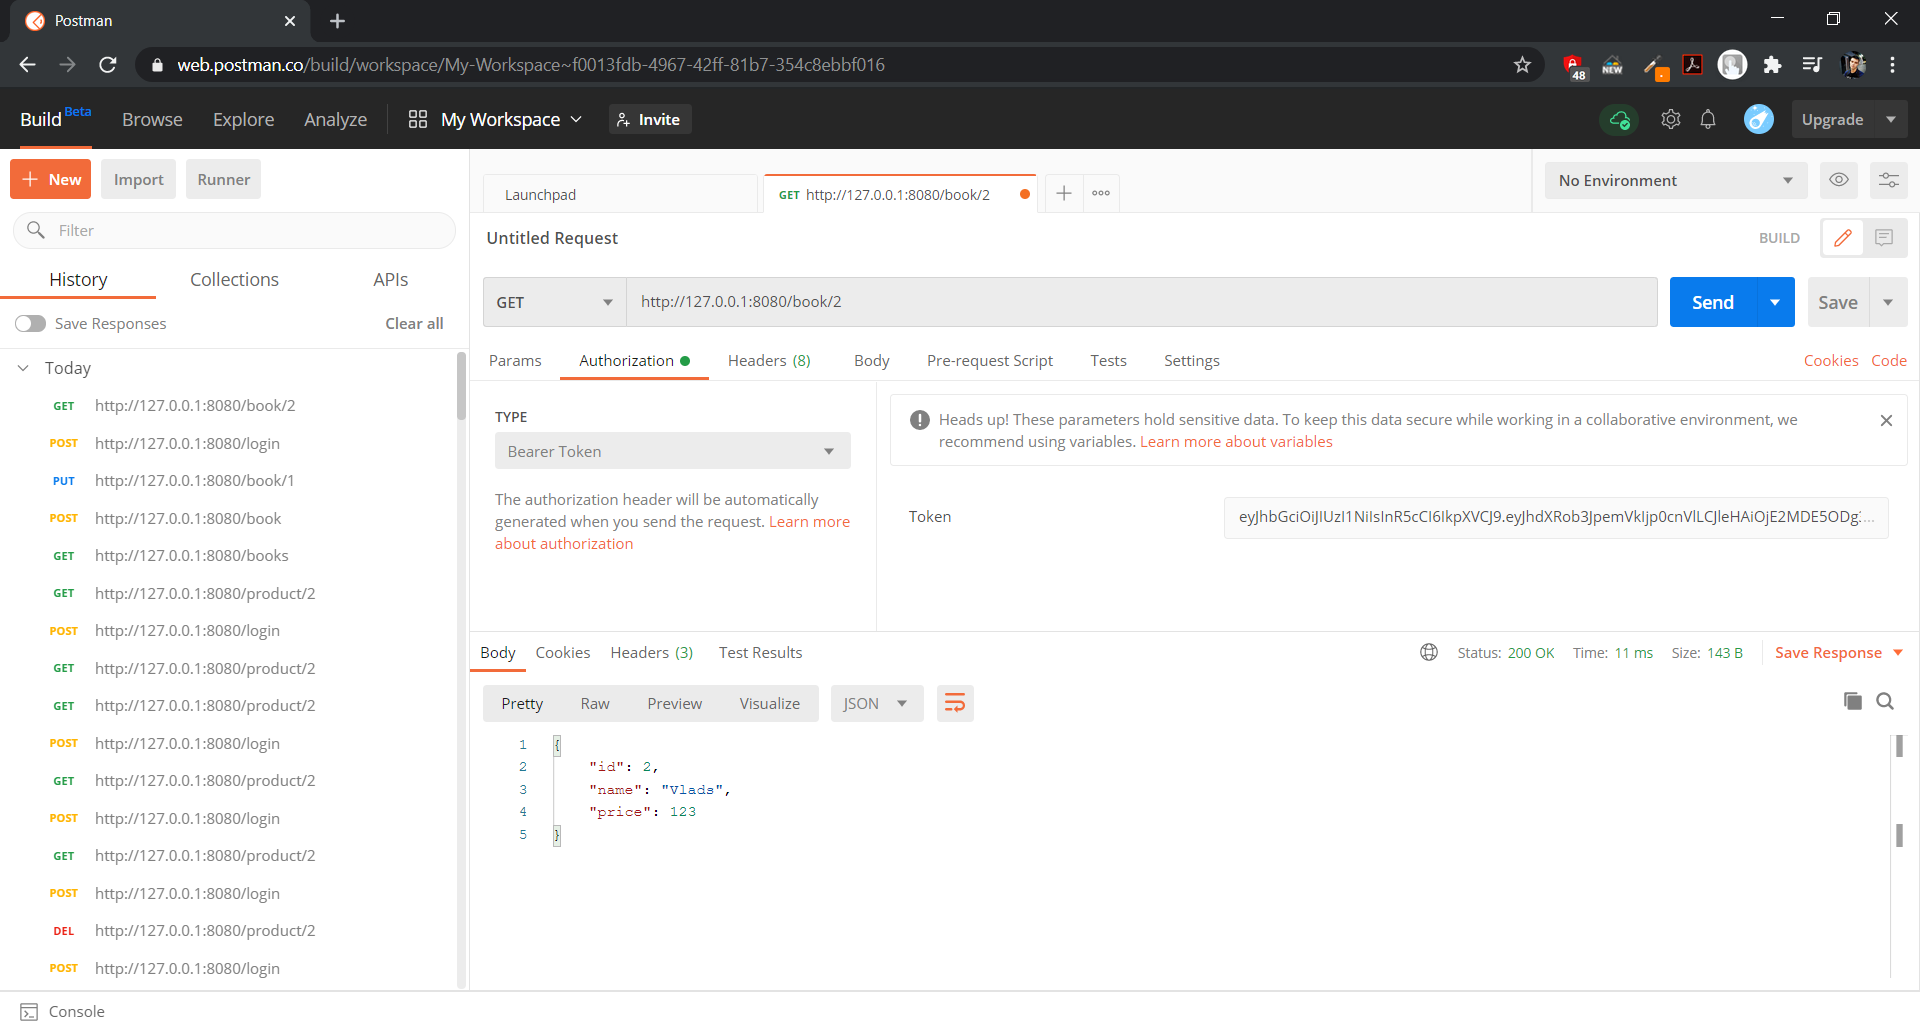 Postman
web.postman.co/build/workspace/My-Workspace~f0013fdb-4967-42ff-81b7-354c8ebbf016
48
NEW
Build Beta
Browse
Explore
Analyze
My Workspace
Invite
Upgrade
New
Import
Runner
Launchpad
GET http://127.0.0.1:8080/book/2
No Environment
Filter
Untitled Request
BUILD
History
Collections
APIs
GET
http://127.0.0.1:8080/book/2
Send
Save
Save Responses
Clear all
Params
Authorization
Headers (8)
Body
Pre-request Script
Tests
Settings
Cookies
Code
Today
GET http://127.0.0.1:8080/book/2
POST http://127.0.0.1:8080/login
PUT http://127.0.0.1:8080/book/1
POST http://127.0.0.1:8080/book
GET http://127.0.0.1:8080/books
GET http://127.0.0.1:8080/product/2
POST http://127.0.0.1:8080/login
GET http://127.0.0.1:8080/product/2
GET http://127.0.0.1:8080/product/2
POST http://127.0.0.1:8080/login
GET http://127.0.0.1:8080/product/2
POST http://127.0.0.1:8080/login
GET http://127.0.0.1:8080/product/2
POST http://127.0.0.1:8080/login
DEL http://127.0.0.1:8080/product/2
POST http://127.0.0.1:8080/login
TYPE
Bearer Token
The authorization header will be automatically
generated when you send the request. Learn more
about authorization
Heads up! These parameters hold sensitive data. To keep this data secure while working in a collaborative environment, we
recommend using variables. Learn more about variables
Token
Body
Cookies
Headers (3)
Test Results
Status: 200 OK
Time: 11 ms
Size: 143 B
Save Response
Pretty
Raw
Preview
Visualize
JSON
1 {
2 "id": 2,
3 "name": "Vlads",
4 "price": 123
5 }
Console